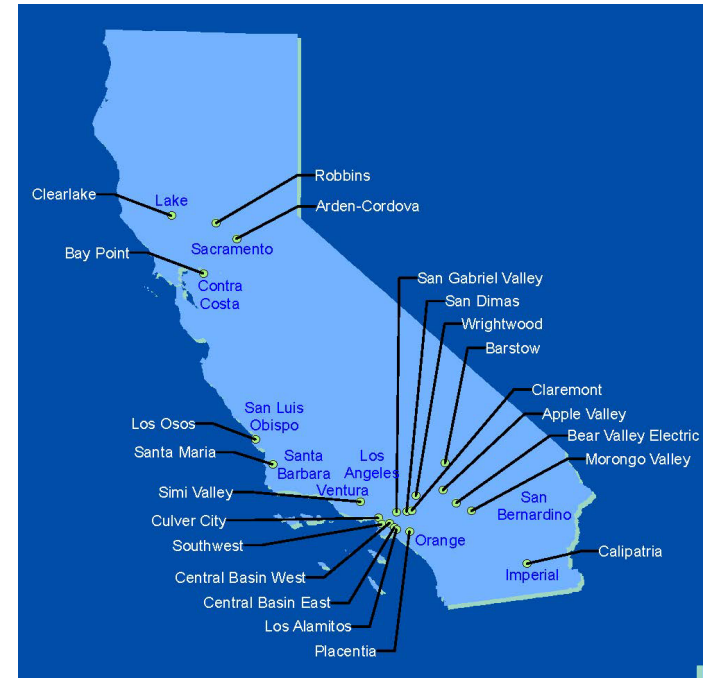 Robbins
Clearlake
Lake
Arden-Cordova
Sacramento
Bay Point
Contra
Costa
San Gabriel Valley
San Dimas
Wrightwood
Barstow
Claremont
Apple Valley
Bear Valley Electric
Morongo Valley
San Luis
Obispo
Los Osos
Santa Maria
Santa
Barbara
Los
Angeles
Ventura
Simi Valley
San
Bernardino
Culver City
Southwest
Orange
Calipatria
Imperial
Central Basin West
Central Basin East
Los Alamitos
Placentia